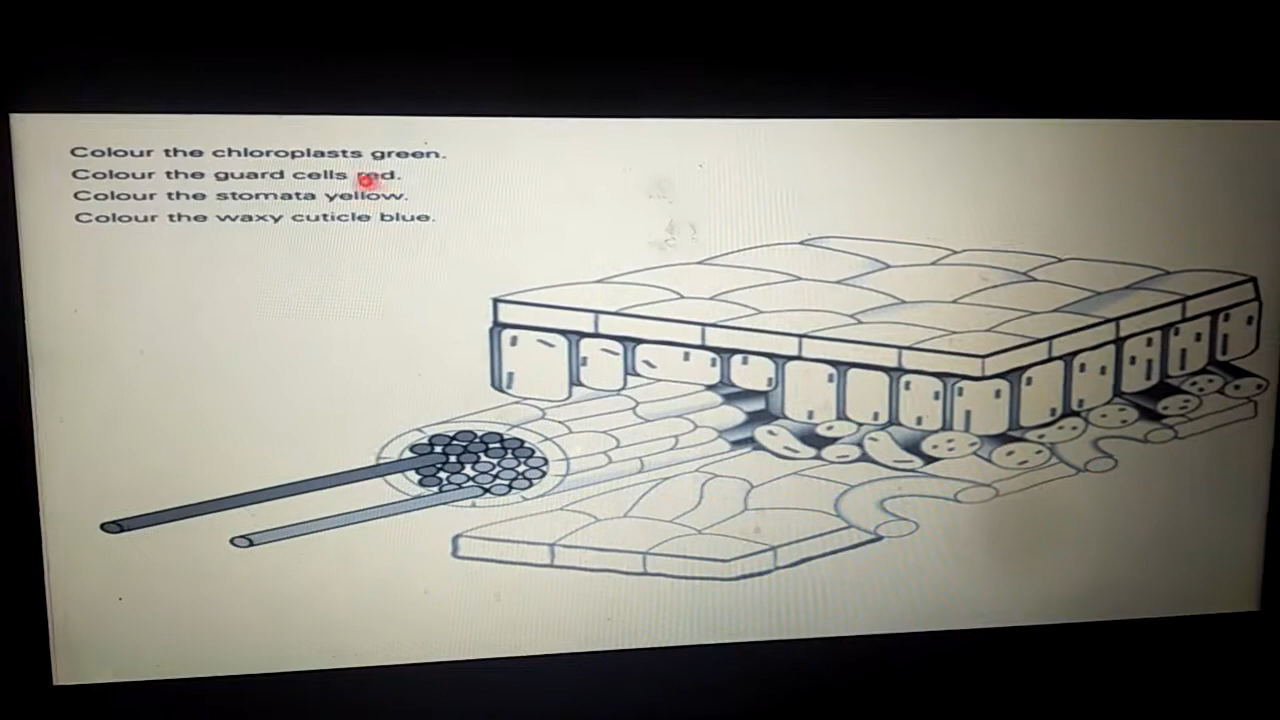 Colour the chloroplasts green.
Colour the guard cells red.
Colour the stomata yellow.
Colour the waxy cuticle blue.